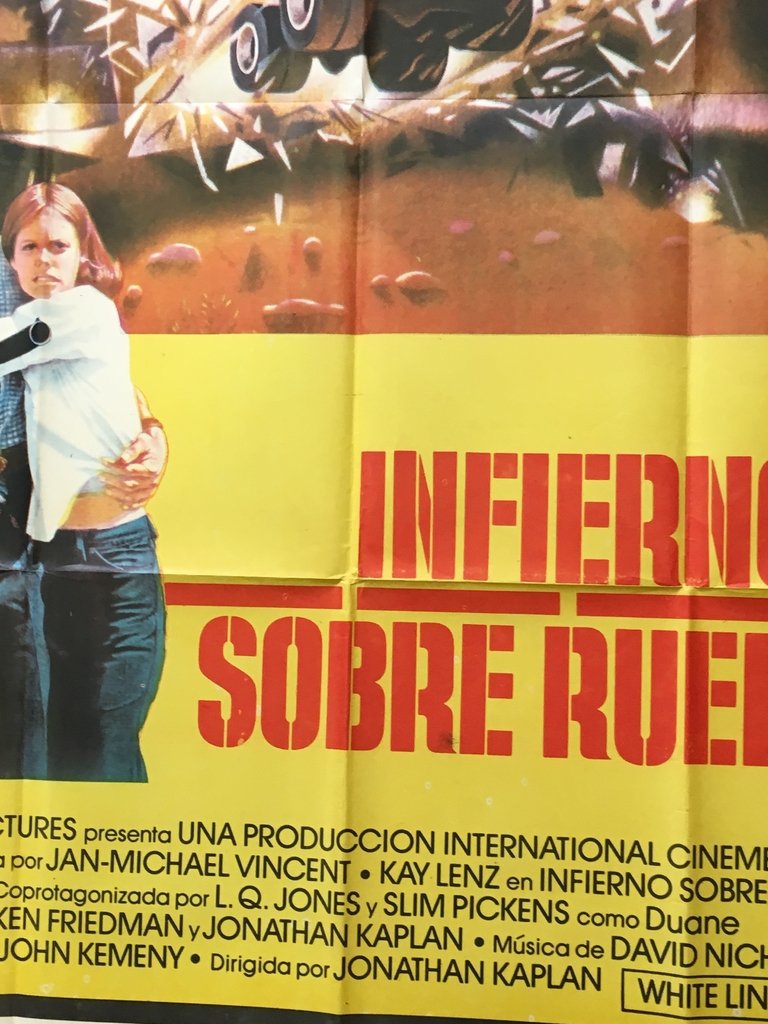 INFIERNO
SOBRE RUE
CTURES presenta UNA PRODUCCION INTERNATIONAL CINEM
a por JAN-MICHAEL VINCENT • KAY LENZ en INFIERNO SOBRE
Coprotagonizada por L. Q. JONES y SLIM PICKENS como Duane
KEN FRIEDMAN y JONATHAN KAPLAN • Música de DAVID NICH
JOHN KEMENY • Dirigida por JONATHAN KAPLAN WHITE LIN